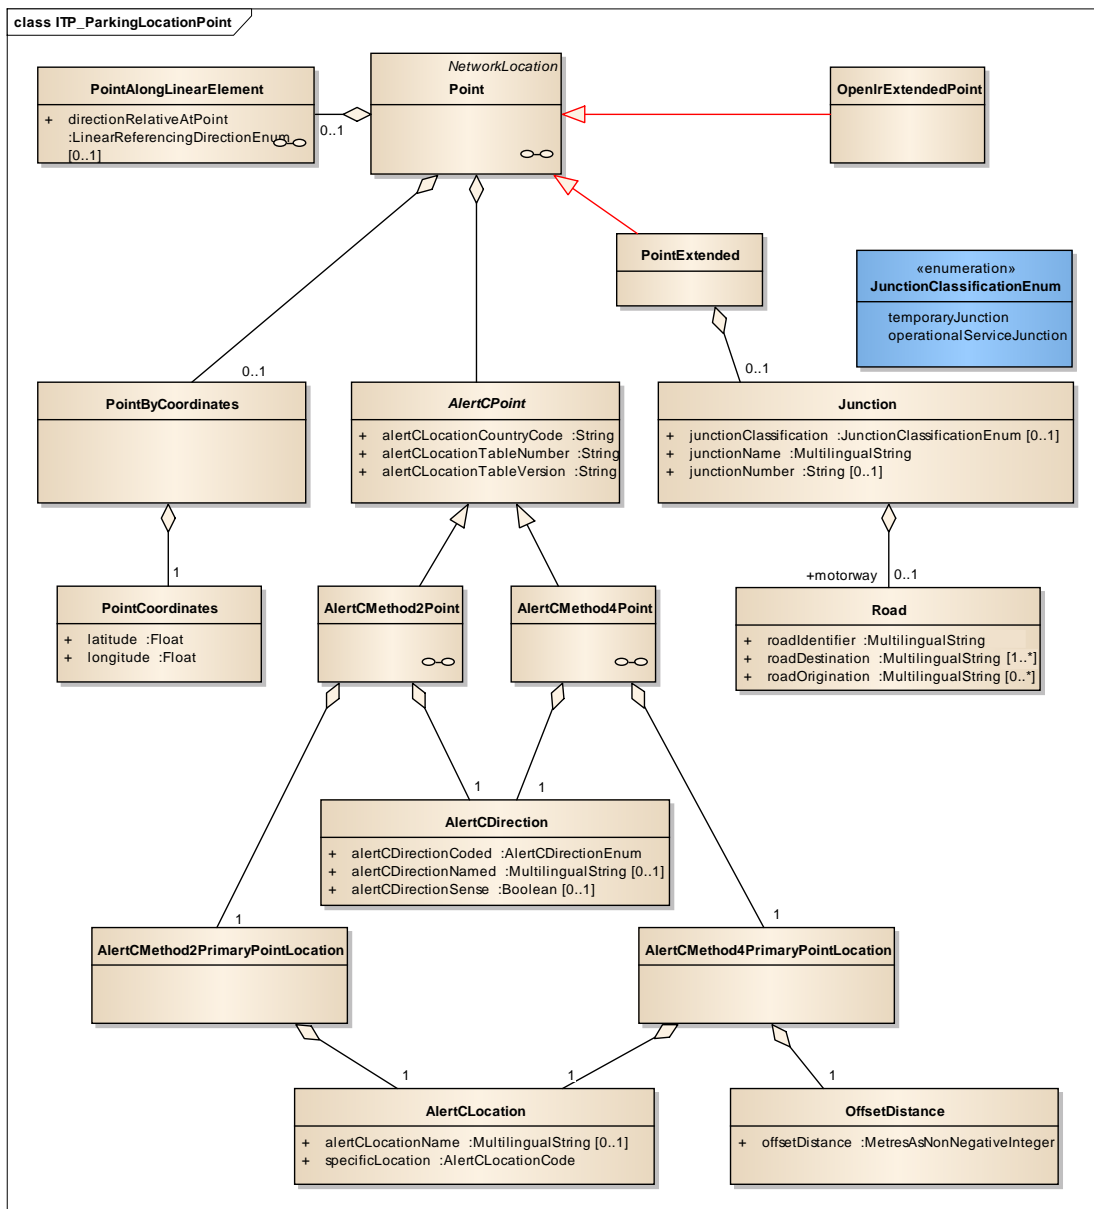 class ITP_ParkingLocationPoint
NetworkLocation
Point
PointAlongLinearElement
+ directionRelativeAtPoint
:LinearReferencingDirectionEnum
[0..1]
0..1
OpenlrExtendedPoint
PointExtended
«enumeration»
JunctionClassificationEnum
temporaryJunction
operationalServiceJunction
0..1
0..1
PointByCoordinates
AlertCPoint
+ alertCLocationCountryCode :String
+ alertCLocationTableNumber :String
+ alertCLocationTableVersion :String
Junction
+ junctionClassification :JunctionClassificationEnum [0..1]
+ junctionName :MultilingualString
+ junctionNumber :String [0..1]
1
+motorway 0..1
PointCoordinates
+ latitude :Float
+ longitude :Float
AlertCMethod2Point
AlertCMethod4Point
Road
+ roadIdentifier :MultilingualString
+ roadDestination :MultilingualString [1..*]
+ roadOrigination :MultilingualString [0..*]
1
1
AlertCDirection
+ alertCDirectionCoded :AlertCDirectionEnum
+ alertCDirectionNamed :MultilingualString [0..1]
+ alertCDirectionSense :Boolean [0..1]
1
1
AlertCMethod2PrimaryPointLocation
AlertCMethod4PrimaryPointLocation
1
1
1
AlertCLocation
+ alertCLocationName :MultilingualString [0..1]
+ specificLocation :AlertCLocationCode
OffsetDistance
+ offsetDistance :MetresAsNonNegativeInteger